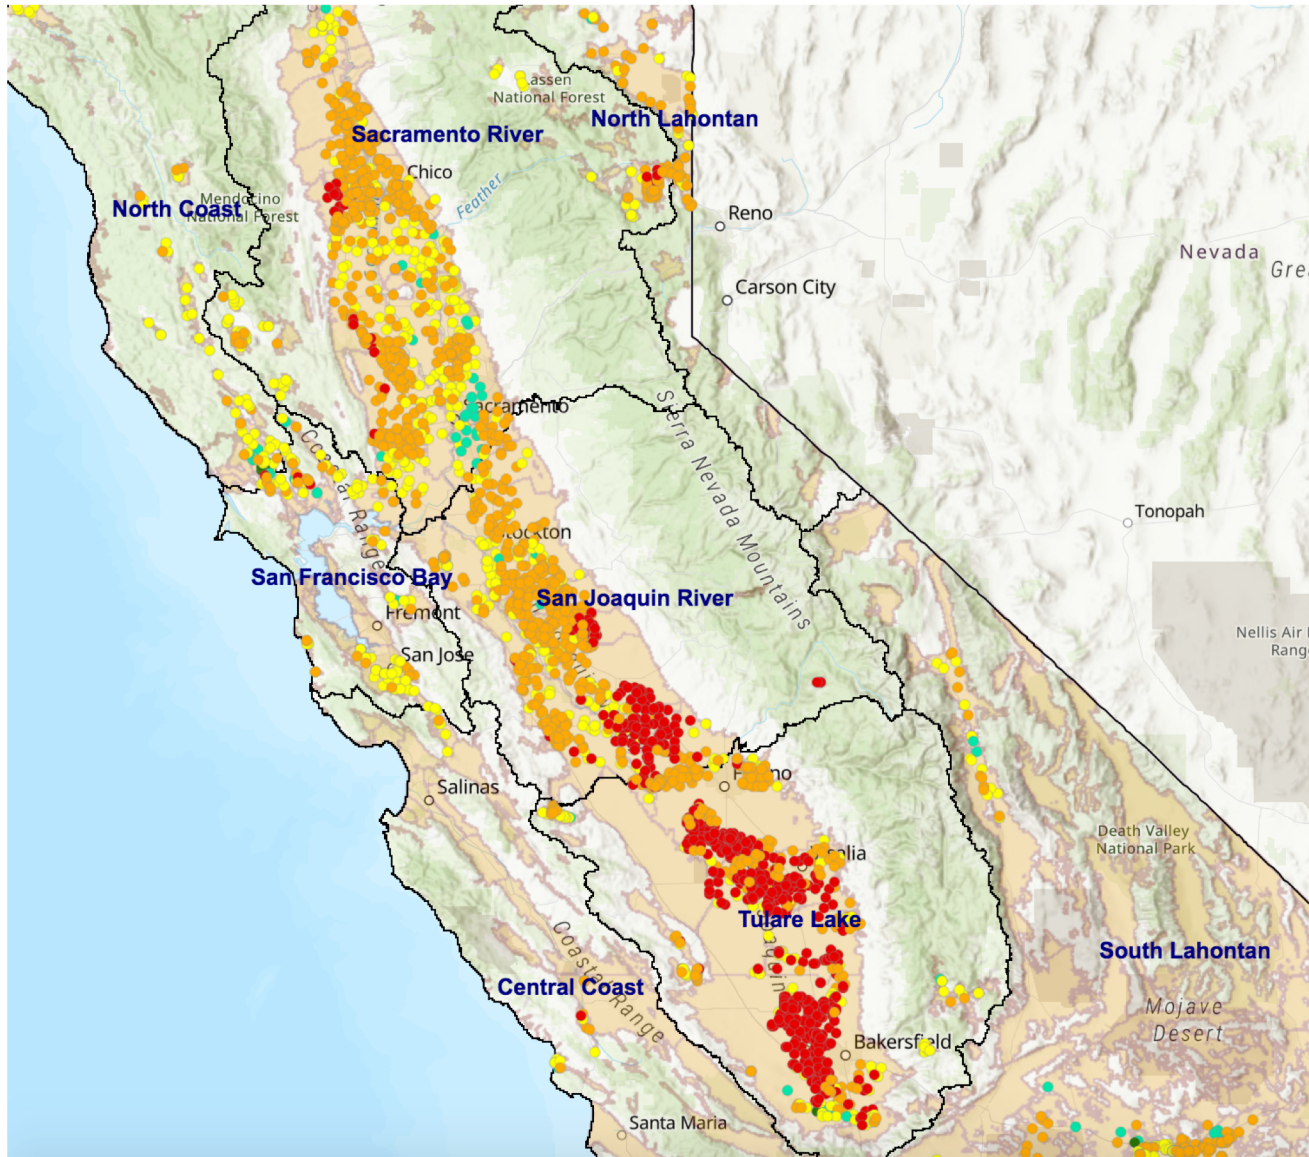 Lassen
National Forest
North Lahontan
Sacramento River
Chico
Feather
Mendocino
National Forest
North Coast
Reno
Nevada
Carson City
Sacramento
Coastal Range
Sierra Nevada Mountains
Tonopah
Stockton
San Francisco Bay
San Joaquin River
Fremont
Nellis Air
San Jose
Salinas
Death Valley
National Park
Visalia
Tulare Lake
South Lahontan
Coastal Range
Central Coast
Mojave
Desert
Bakersfield
Santa Maria